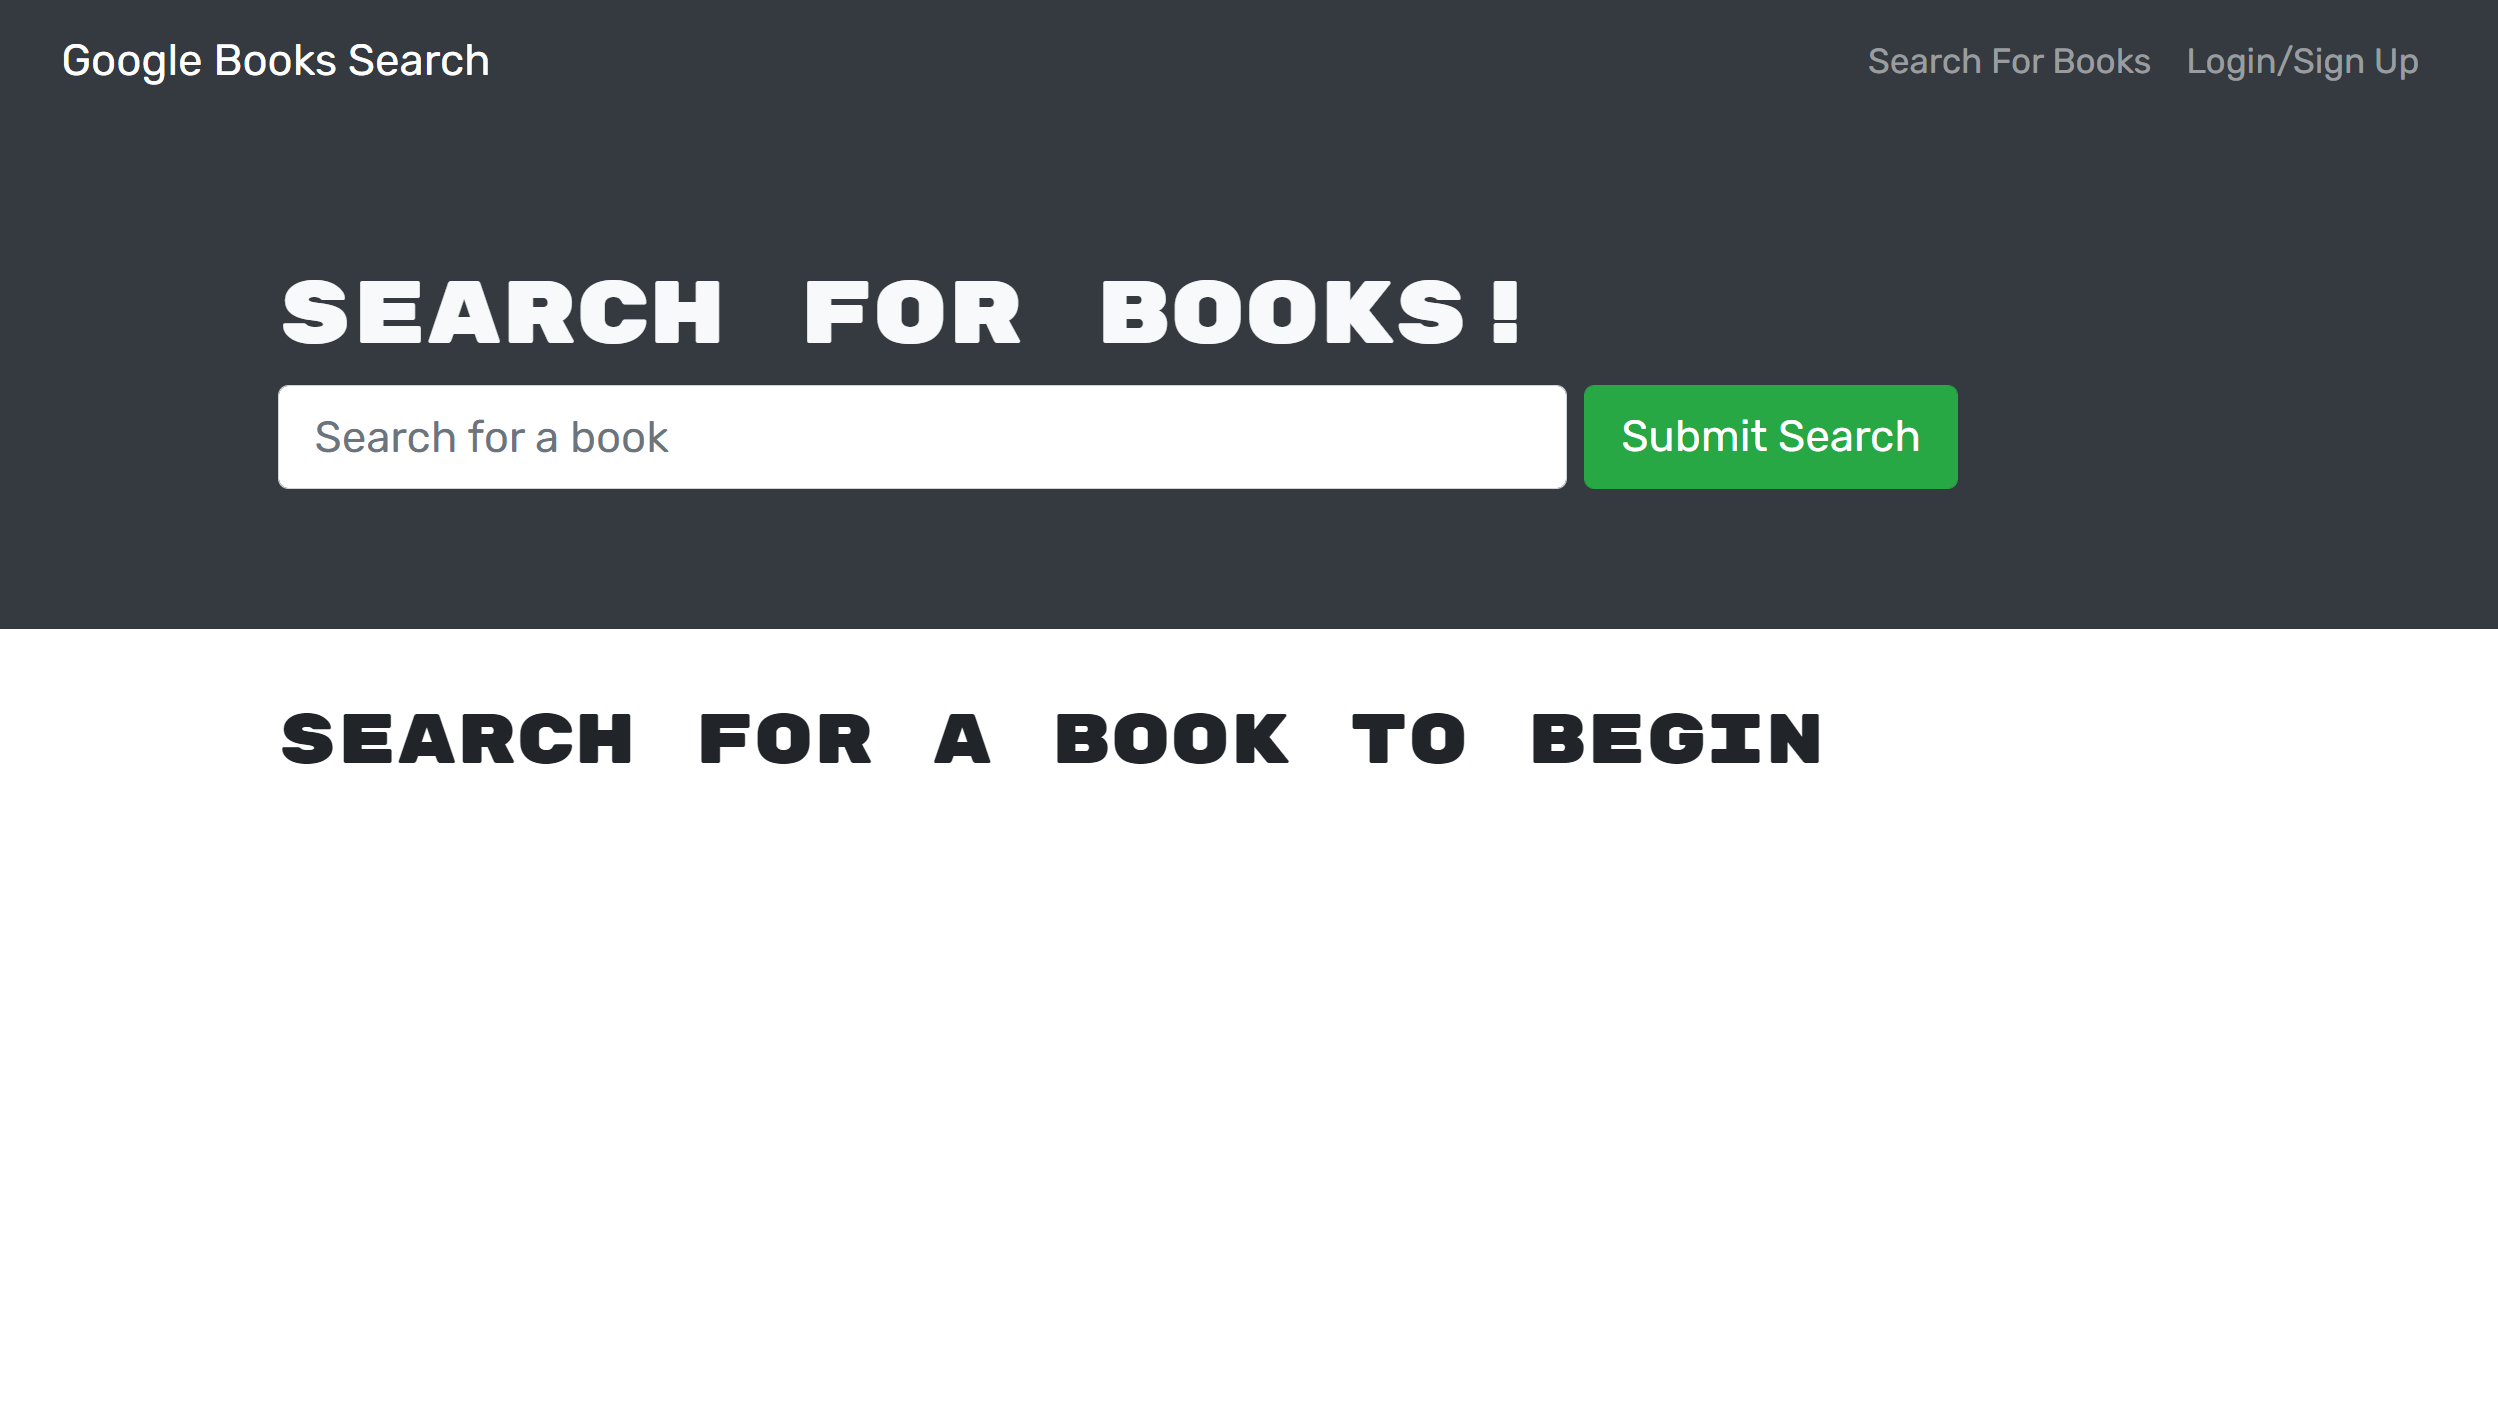 Google Books Search
Search For Books
Login/Sign Up
SEARCH FOR BOOKS!
Search for a book
Submit Search
SEARCH FOR A BOOK TO BEGIN